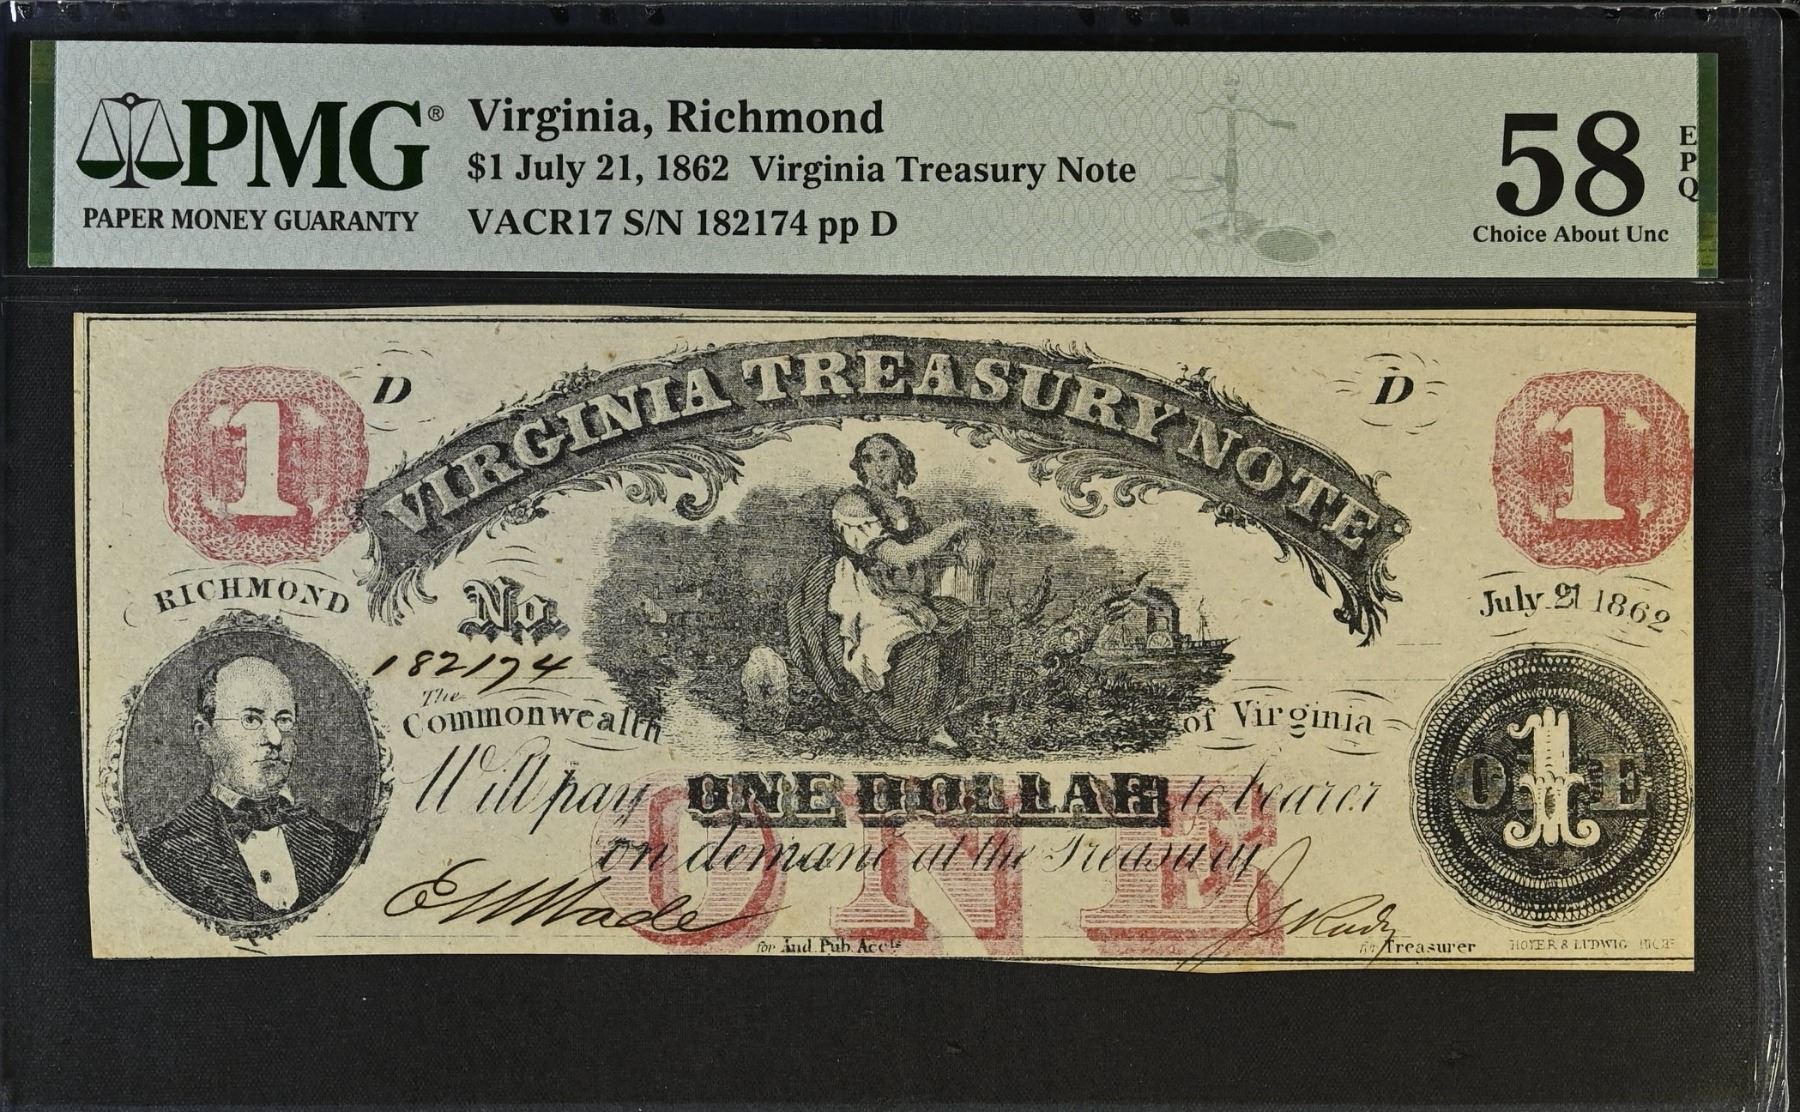 PMG®
PAPER MONEY GUARANTY
Virginia, Richmond
$1 July 21, 1862 Virginia Treasury Note
VACR17 S/N 182174 pp D
58
EPQ
Choice About Unc
1
D
VIRGINIA TREASURY NOTE
D
1
RICHMOND
No.
182174
July 21 1862
The
Commonwealth of Virginia
Will pay ONE DOLLAR to bearer
on demand at the Treasury
ONE
ONE
1
for Aud. Pub. Accts
for Treasurer
HOYER & LUDWIG